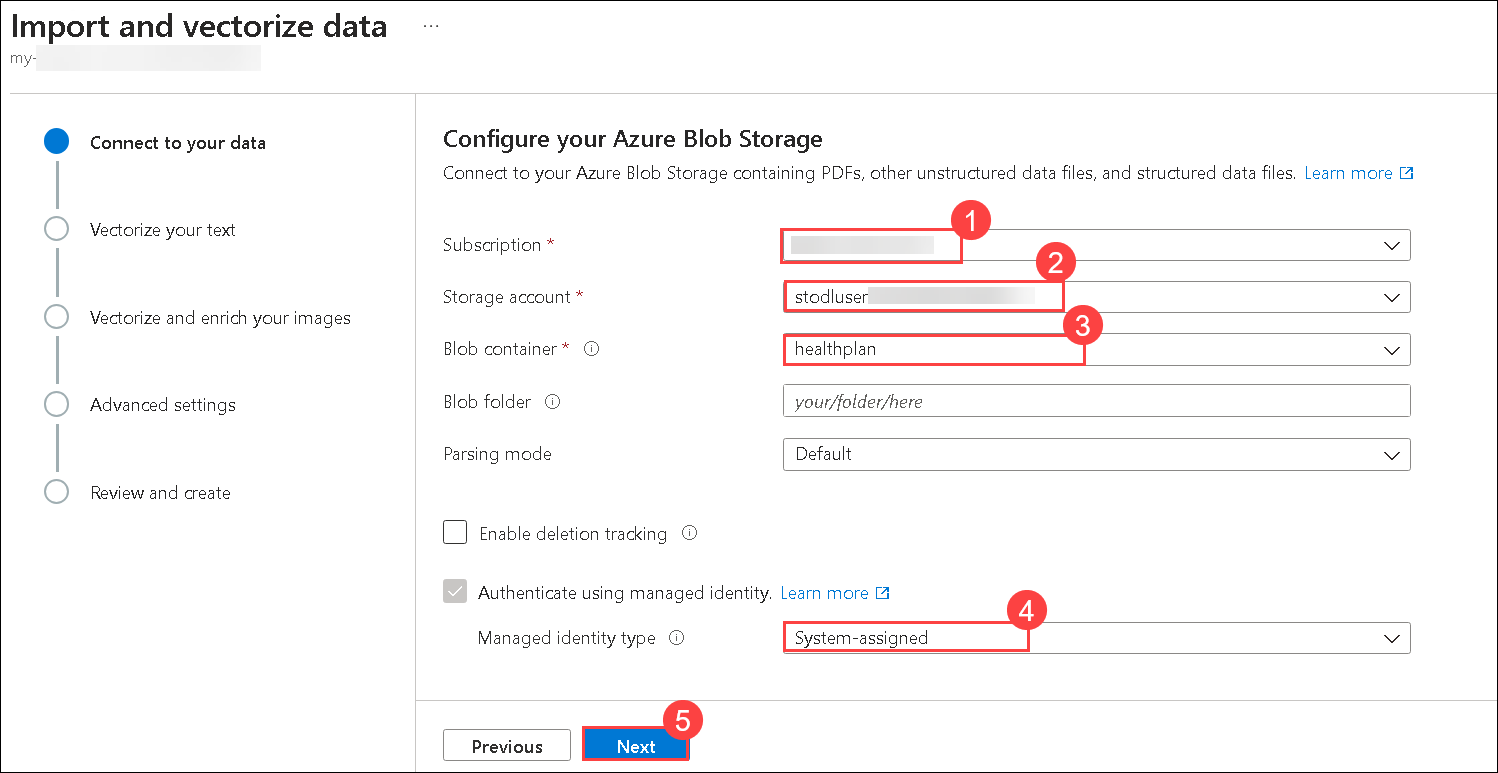 Import and vectorize data ...
my-
Connect to your data
Vectorize your text
Vectorize and enrich your images
Advanced settings
Review and create
Configure your Azure Blob Storage
Connect to your Azure Blob Storage containing PDFs, other unstructured data files, and structured data files. Learn more
1
Subscription *
2
Storage account * stodluser
3
Blob container * healthplan
Blob folder your/folder/here
Parsing mode Default
Enable deletion tracking
Authenticate using managed identity. Learn more
4
Managed identity type System-assigned
5
Previous Next